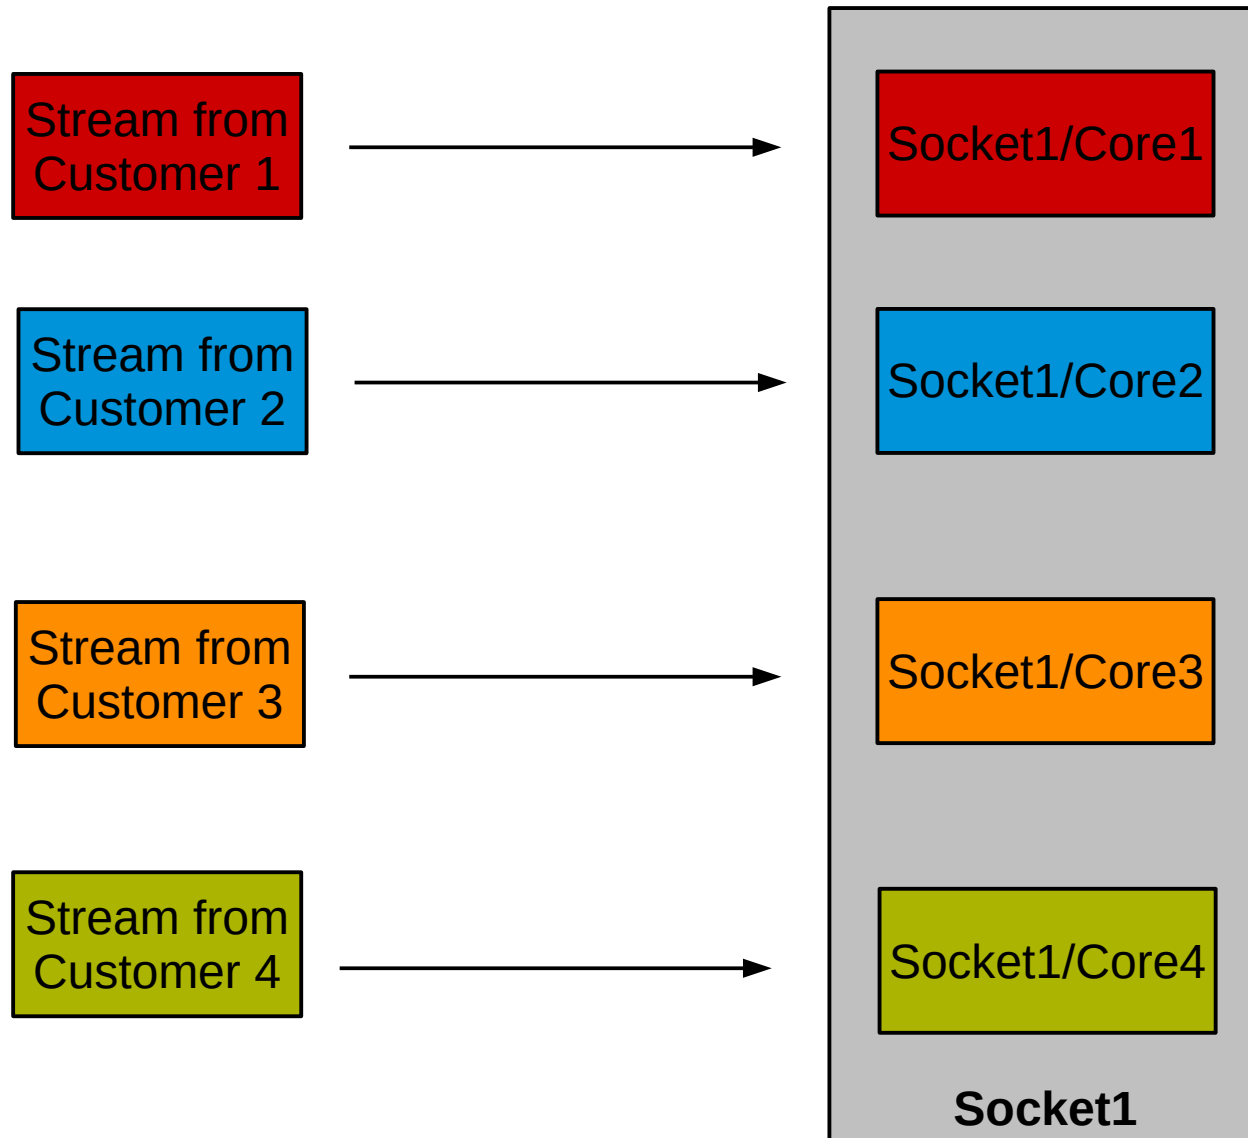 Stream from
Customer 1
Socket1/Core1
Stream from
Customer 2
Socket1/Core2
Stream from
Customer 3
Socket1/Core3
Stream from
Customer 4
Socket1/Core4
Socket1